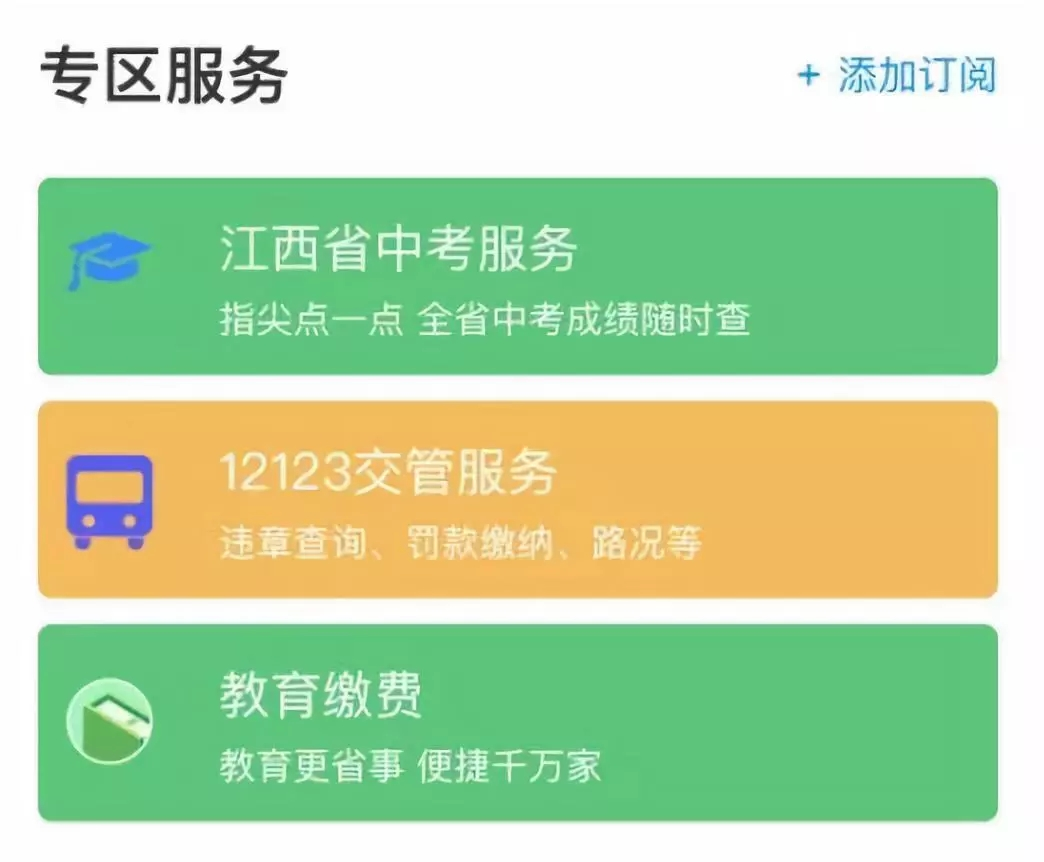 专区服务
+ 添加订阅
江西省中考服务
指尖点一点 全省中考成绩随时查
12123交管服务
违章查询、罚款缴纳、路况等
教育缴费
教育更省事 便捷千万家